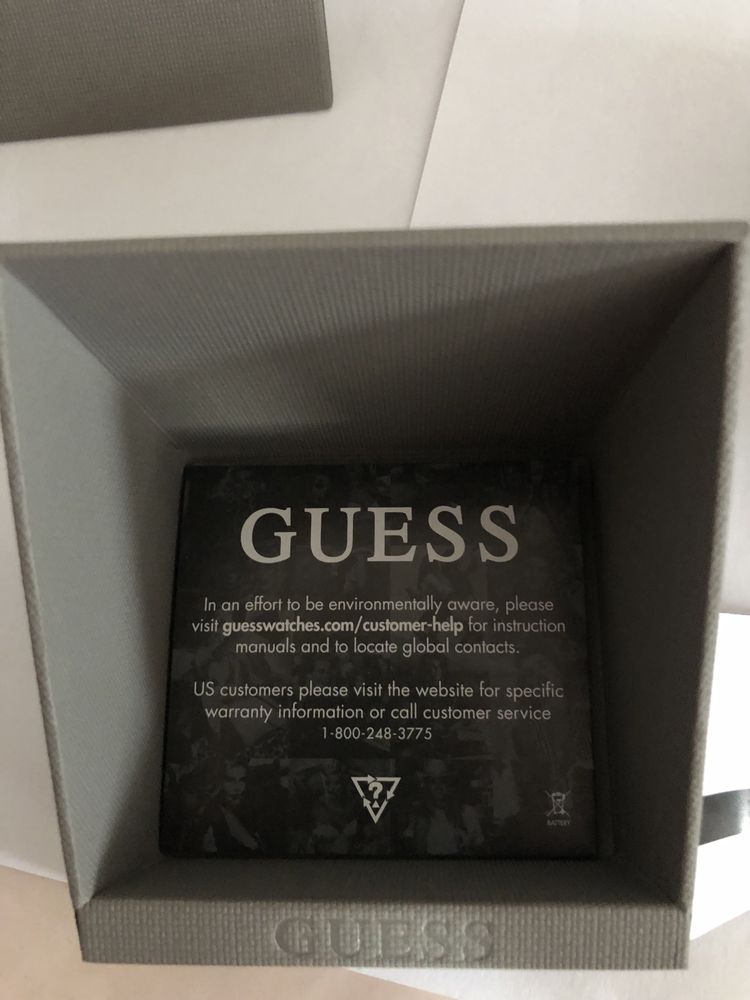 GUESS
In an effort to be environmentally aware, please
visit guesswatches.com/customer-help for instruction
manuals and to locate global contacts.
US customers please visit the website for specific
warranty information or call customer service
1-800-248-3775
?
BATTERY
GUESS